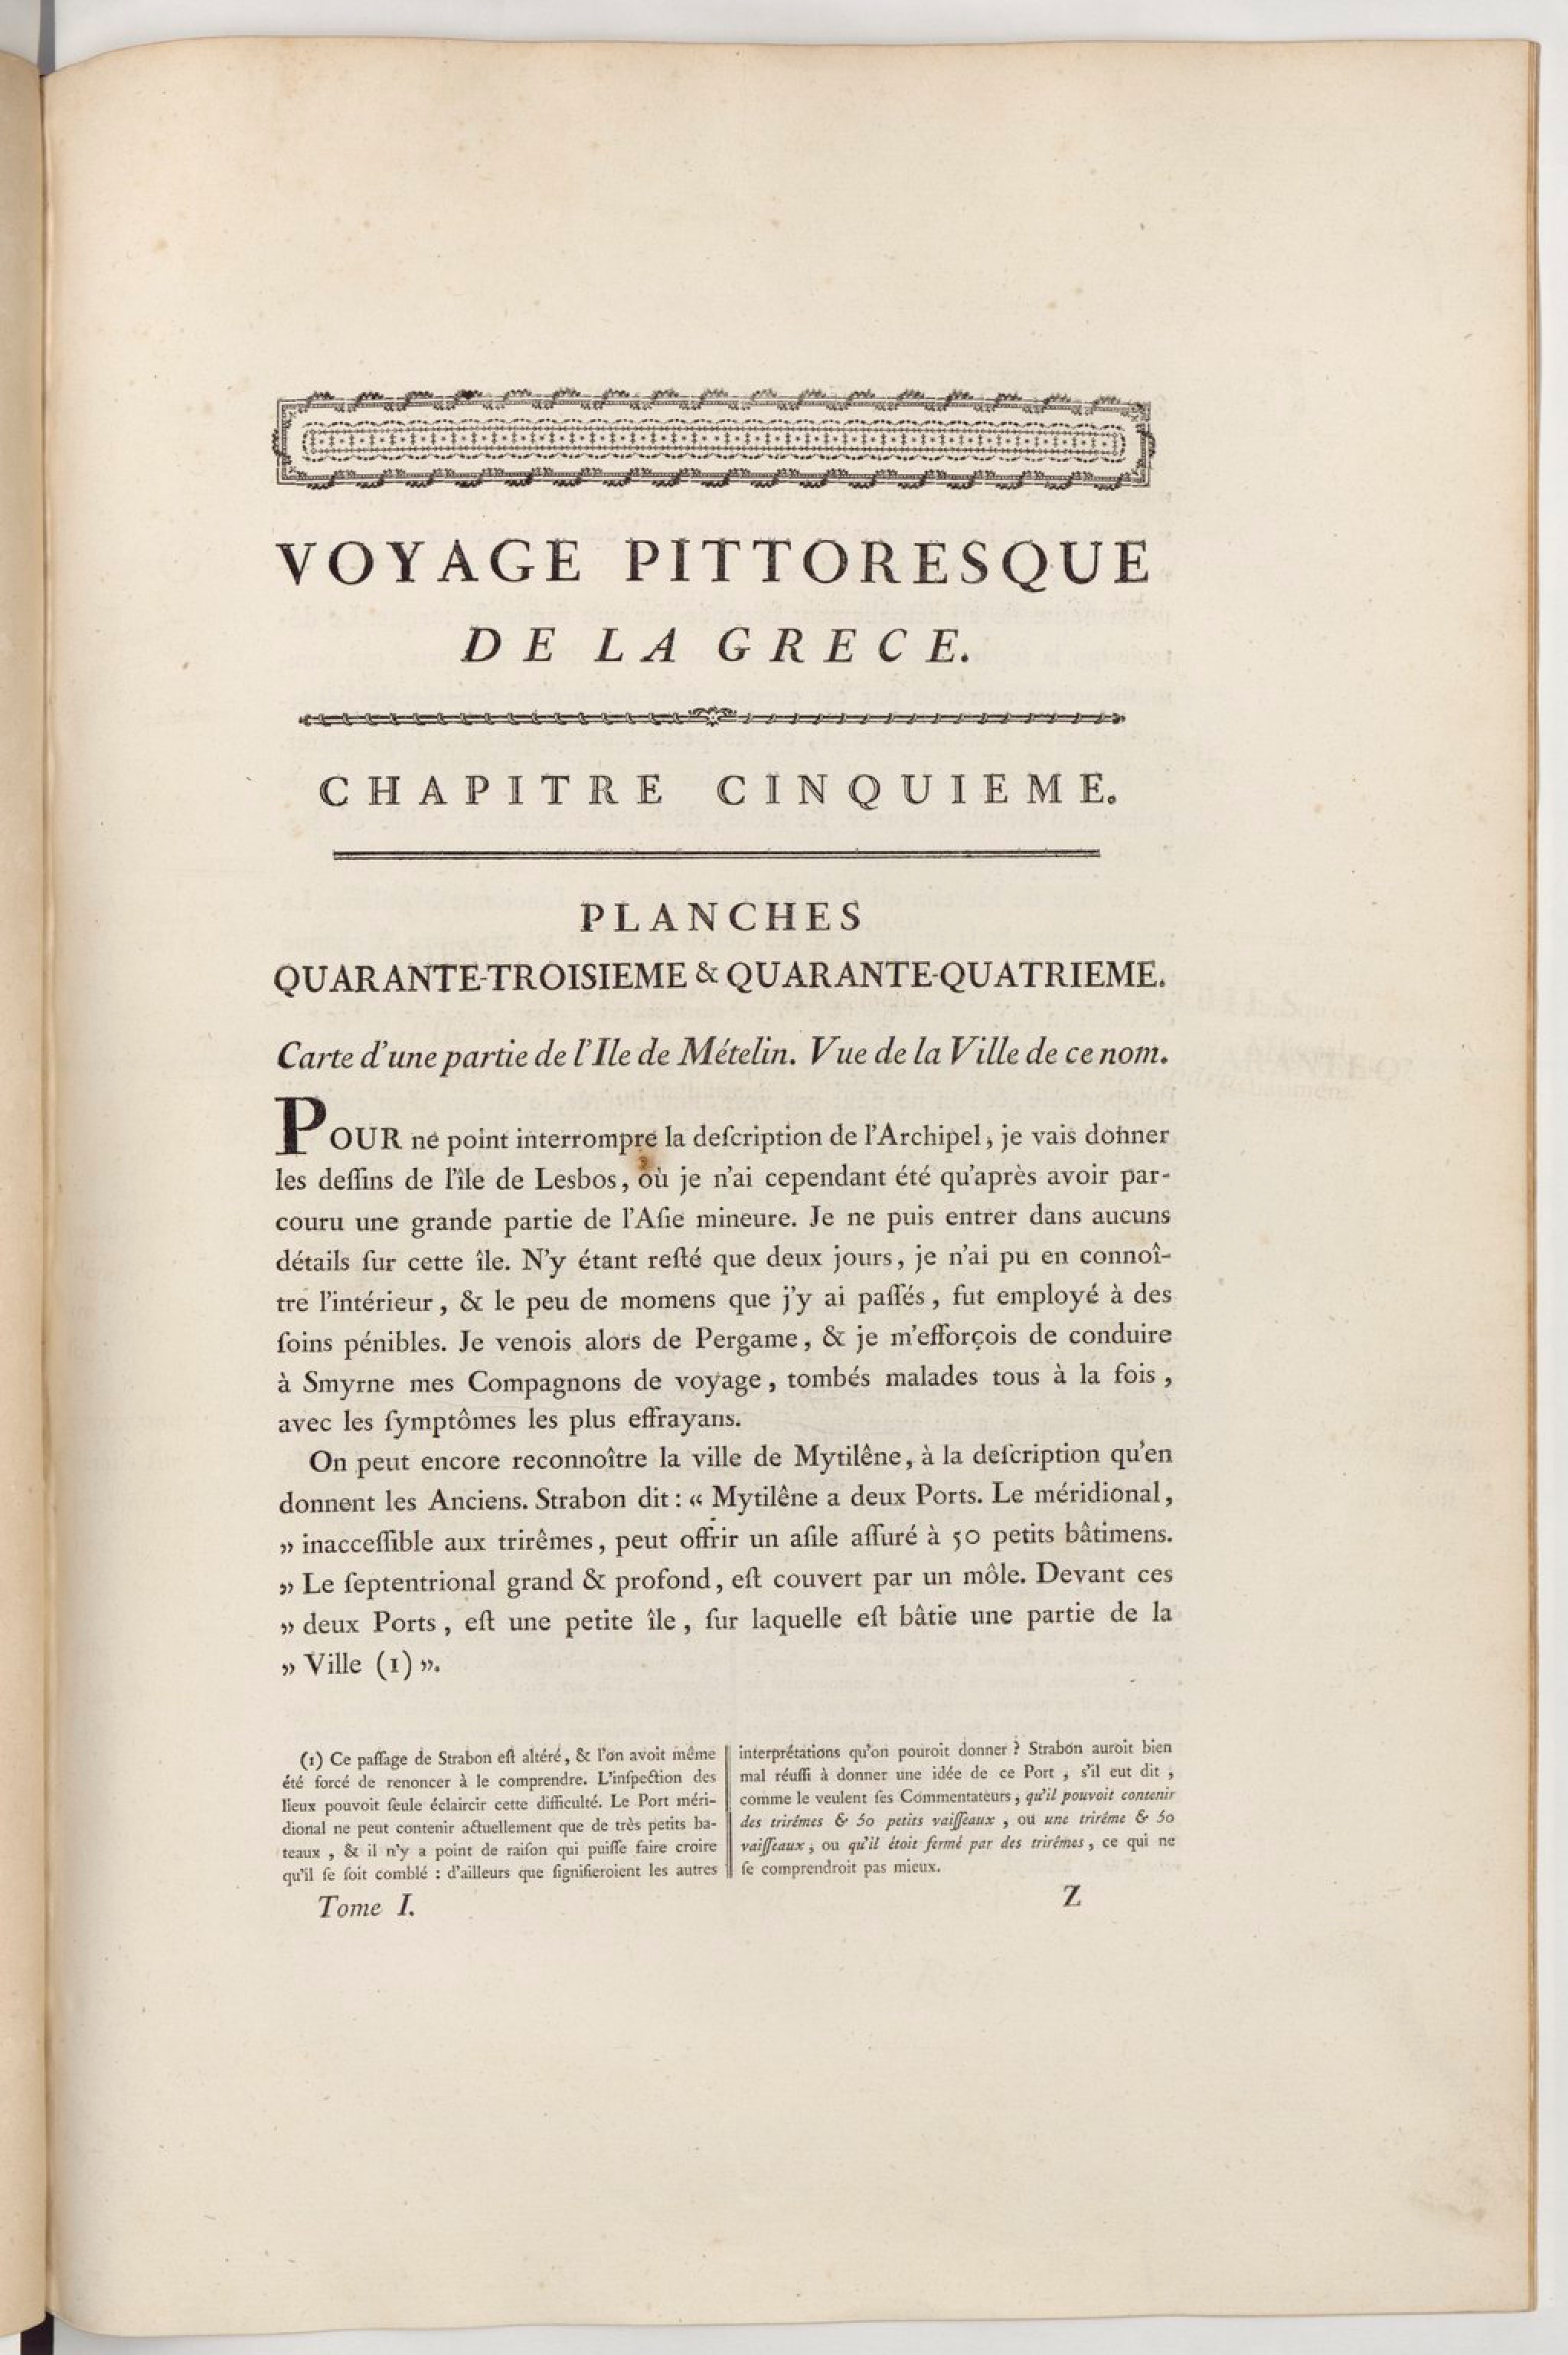 VOYAGE PITTORESQUE
DE LA GRECE.
CHAPITRE CINQUIEME.
PLANCHES
QUARANTE-TROISIEME & QUARANTE-QUATRIEME.
Carte d'une partie de l'Ile de Mételin. Vue de la Ville de ce nom.
POUR ne point interrompre la deſcription de l'Archipel, je vais donner
les deſſins de l'île de Lesbos, où je n'ai cependant été qu'après avoir par-
couru une grande partie de l'Aſie mineure. Je ne puis entrer dans aucuns
détails ſur cette île. N'y étant reſté que deux jours, je n'ai pu en connoî-
tre l'intérieur, & le peu de momens que j'y ai paſſés, fut employé à des
ſoins pénibles. Je venois alors de Pergame, & je m'efforçois de conduire
à Smyrne mes Compagnons de voyage, tombés malades tous à la fois,
avec les ſymptômes les plus effrayans.
On peut encore reconnoître la ville de Mytilêne, à la deſcription qu'en
donnent les Anciens. Strabon dit : « Mytilêne a deux Ports. Le méridional,
» inacceſſible aux trirêmes, peut offrir un aſile aſſuré à 50 petits bâtimens.
» Le ſeptentrional grand & profond, eſt couvert par un môle. Devant ces
» deux Ports, eſt une petite île, ſur laquelle eſt bâtie une partie de la
» Ville (1) ».
(1) Ce paſſage de Strabon eſt altéré, & l'on avoit même
été forcé de renoncer à le comprendre. L'inſpection des
lieux pouvoit ſeule éclaircir cette difficulté. Le Port méri-
dional ne peut contenir actuellement que de très petits ba-
teaux, & il n'y a point de raiſon qui puiſſe faire croire
qu'il ſe ſoit comblé : d'ailleurs que ſignifieroient les autres
interprétations qu'on pouroit donner ? Strabon auroit bien
mal réuſſi à donner une idée de ce Port, s'il eut dit,
comme le veulent ſes Commentateurs, qu'il pouvoit contenir
des trirêmes & 50 petits vaiſſeaux, ou une trirême & 50
vaiſſeaux, ou qu'il étoit fermé par des trirêmes, ce qui ne
ſe comprendroit pas mieux.
Tome I.
Z